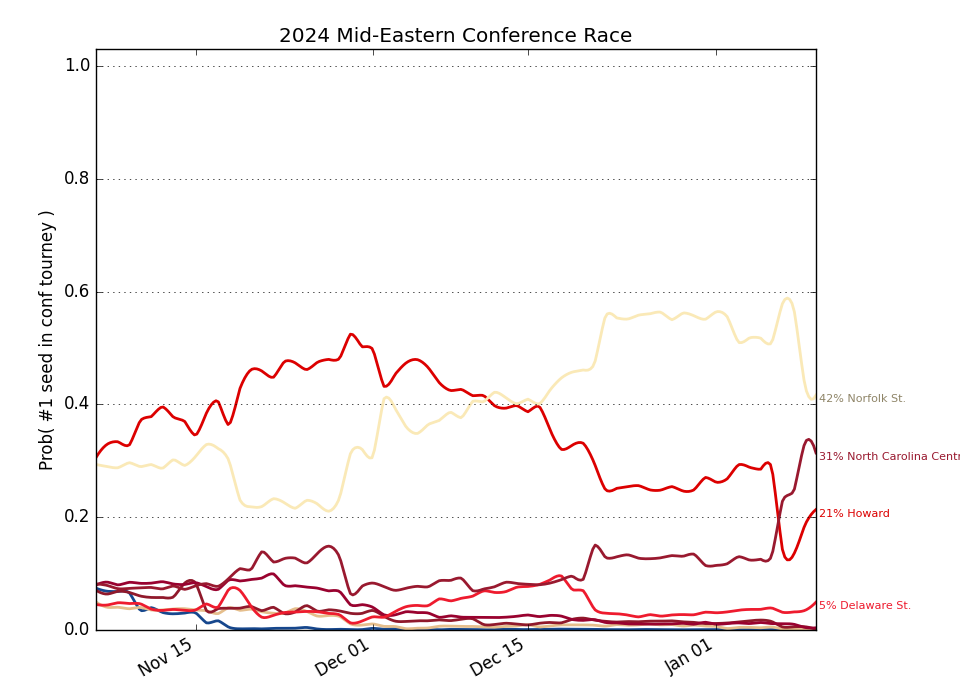 2024 Mid-Eastern Conference Race
Prob( #1 seed in conf tourney )
1.0
0.8
0.6
0.4
0.2
0.0
42% Norfolk St.
31% North Carolina Centr
21% Howard
5% Delaware St.
Nov 15
Dec 01
Dec 15
Jan 01